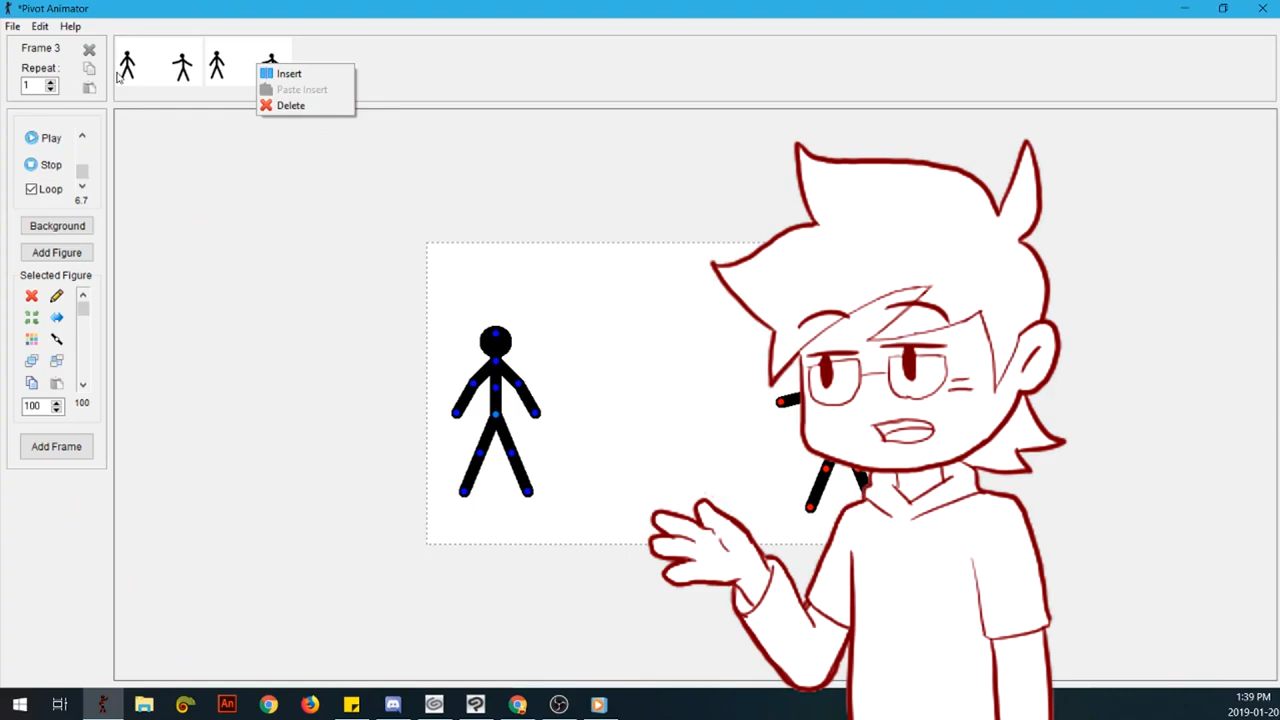 *Pivot Animator
File Edit Help
Frame 3
Repeat:
1
Insert
Paste Insert
Delete
Play
Stop
Loop
6.7
Background
Add Figure
Selected Figure
100 100
Add Frame
An
1:39 PM
2019-01-20